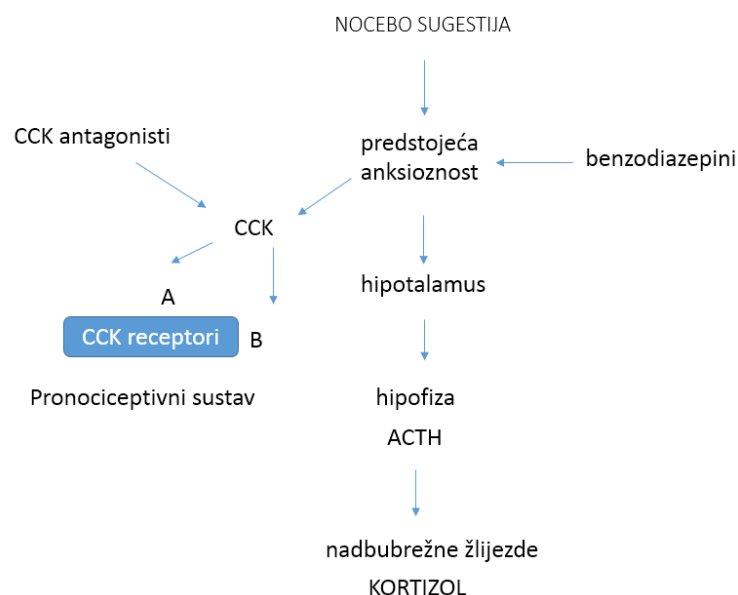 NOCEBO SUGESTIJA
CCK antagonisti
predstojeća
anksioznost
benzodiazepini
CCK
hipotalamus
A
CCK receptori
B
Pronociceptivni sustav
hipofiza
ACTH
nadbubrežne žlijezde
KORTIZOL